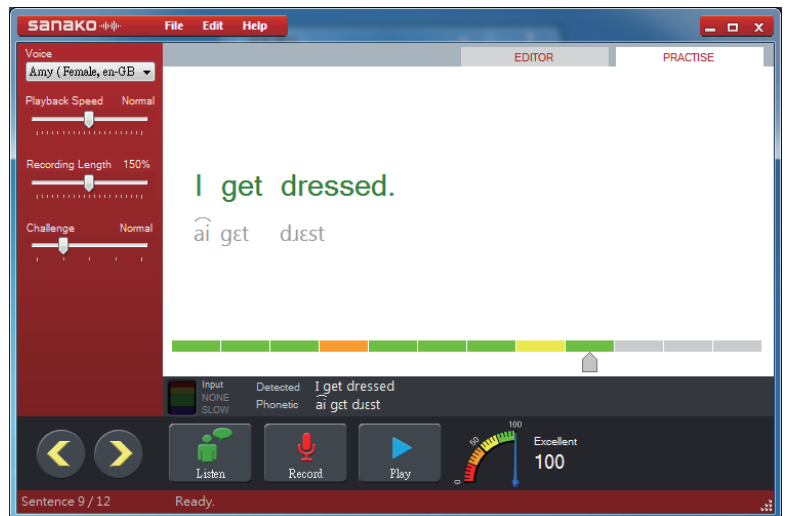 sanako File Edit Help
Voice
Amy (Female, en-GB
Playback Speed Normal
Recording Length 150%
Challenge Normal
EDITOR PRACTISE
I get dressed.
a͡i gɛt dɹɛst
Input
NONE
SLOW
Detected I get dressed
Phonetic a͡i gɛt dɹɛst
Listen
Record
Play
0 50 100
Excellent
100
Sentence 9 / 12 Ready.